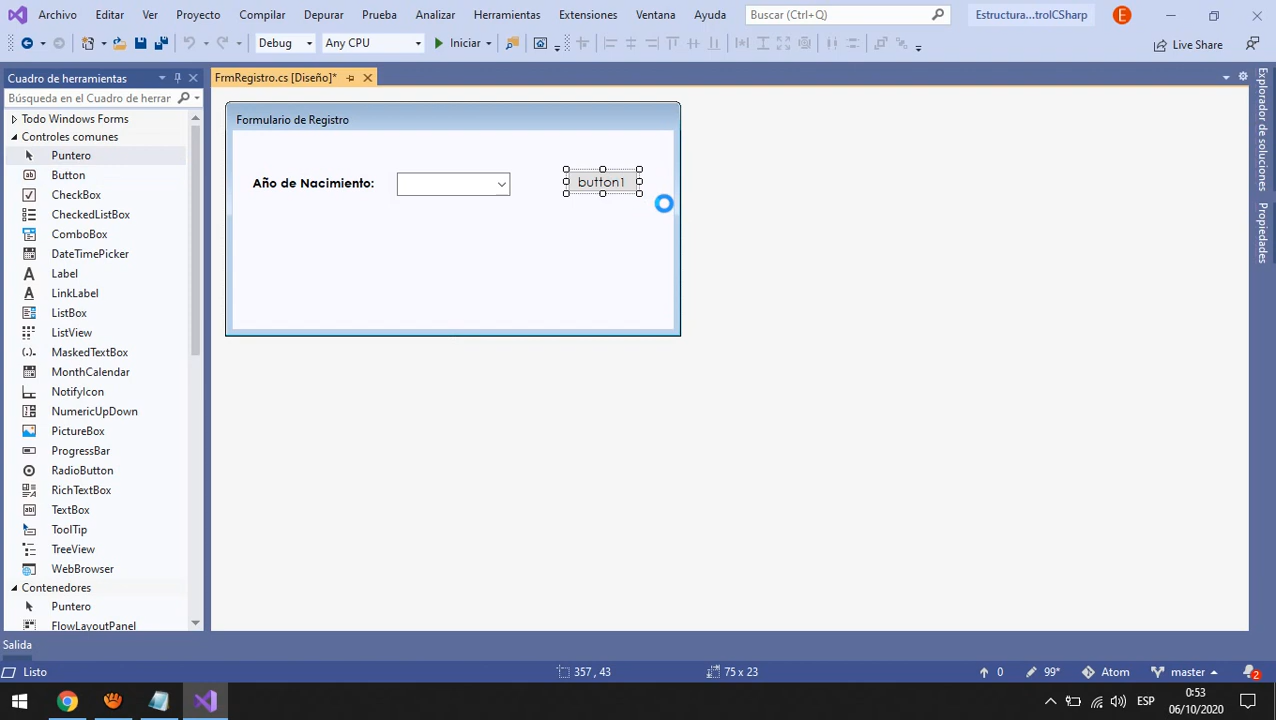 Archivo Editar Ver Proyecto Compilar Depurar Prueba Analizar Herramientas Extensiones Ventana Ayuda Buscar (Ctrl+Q) Estructura...trolCSharp E
Debug Any CPU Iniciar Live Share
Cuadro de herramientas
FrmRegistro.cs [Diseño]*
Búsqueda en el Cuadro de herrar
Todo Windows Forms
Controles comunes
Puntero
Button
CheckBox
CheckedListBox
ComboBox
DateTimePicker
Label
LinkLabel
ListBox
ListView
MaskedTextBox
MonthCalendar
NotifyIcon
NumericUpDown
PictureBox
ProgressBar
RadioButton
RichTextBox
TextBox
ToolTip
TreeView
WebBrowser
Contenedores
Puntero
FlowLayoutPanel
Formulario de Registro
Año de Nacimiento:
button1
Explorador de soluciones
Propiedades
Salida
Listo 357, 43 75 x 23 0 99* Atom master 2
ESP
0:53
06/10/2020